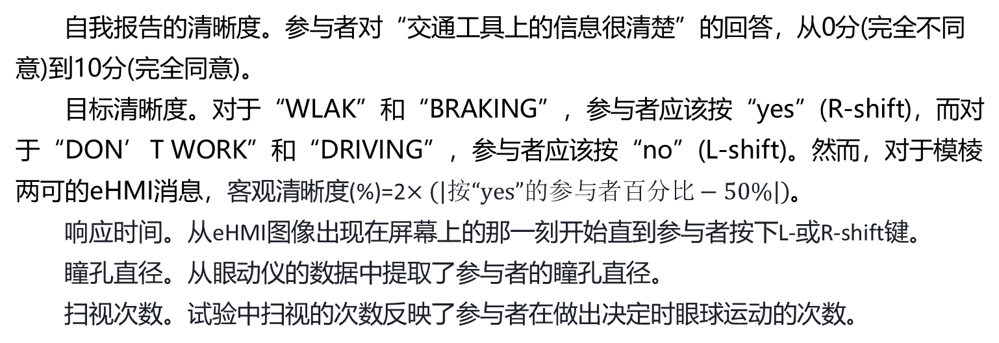 自我报告的清晰度。参与者对“交通工具上的信息很清楚”的回答，从0分(完全不同
意)到10分(完全同意)。
目标清晰度。对于“WLAK”和“BRAKING”，参与者应该按“yes”(R-shift)，而对
于“DON’T WORK”和“DRIVING”，参与者应该按“no”(L-shift)。然而，对于模棱
两可的eHMI消息，客观清晰度(%)=2× (|按“yes”的参与者百分比 − 50%|)。
响应时间。从eHMI图像出现在屏幕上的那一刻开始直到参与者按下L-或R-shift键。
瞳孔直径。从眼动仪的数据中提取了参与者的瞳孔直径。
扫视次数。试验中扫视的次数反映了参与者在做出决定时眼球运动的次数。